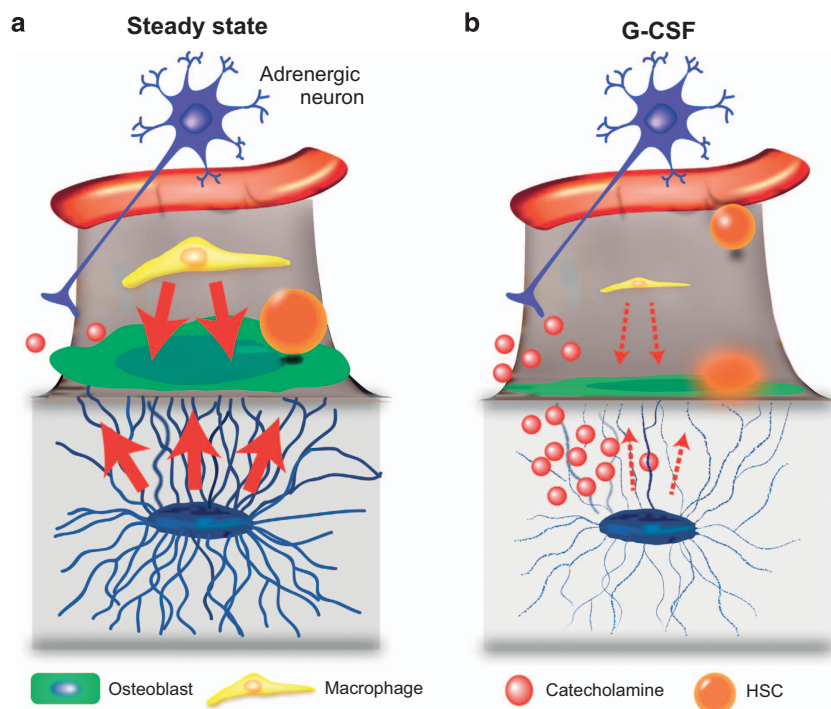 a
Steady state
Adrenergic
neuron
b
G-CSF
Osteoblast
Macrophage
Catecholamine
HSC